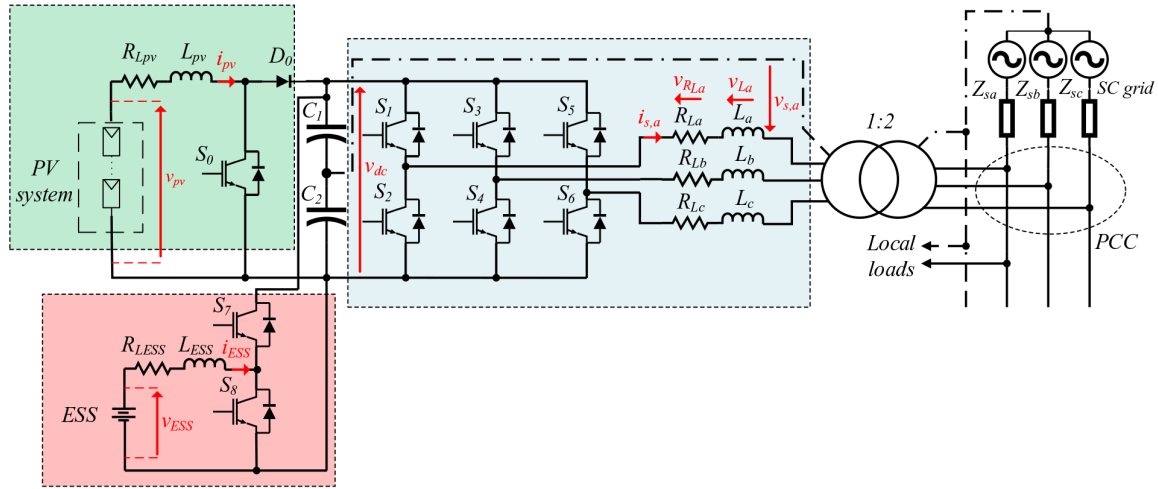 R_Lpv L_pv i_pv D_0
PV
system
v_pv
S_0
C_1
C_2
v_dc
S_1 S_3 S_5
S_2 S_4 S_6
i_s,a
v_RLa v_La v_s,a
R_La L_a
R_Lb L_b
R_Lc L_c
1:2
Z_sa Z_sb Z_sc SC grid
PCC
Local
loads
S_7
R_LESS L_ESS i_ESS
S_8
ESS
v_ESS